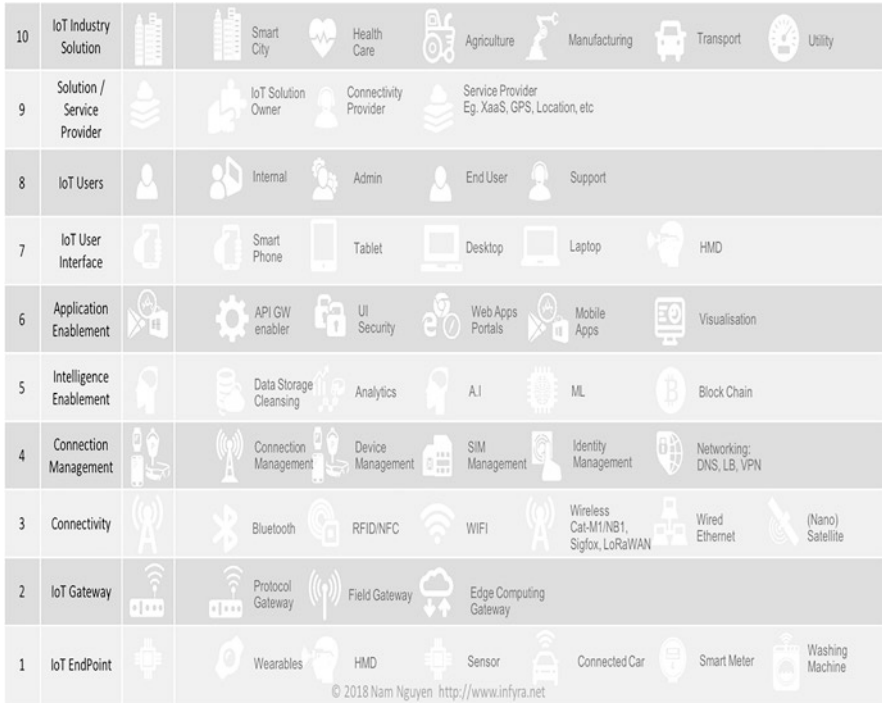 10
IoT Industry
Solution
Smart
City
Health
Care
Agriculture
Manufacturing
Transport
Utility
9
Solution /
Service
Provider
IoT Solution
Owner
Connectivity
Provider
Service Provider
Eg. XaaS, GPS, Location, etc
8
IoT Users
Internal
Admin
End User
Support
7
IoT User
Interface
Smart
Phone
Tablet
Desktop
Laptop
HMD
6
Application
Enablement
API GW
enabler
UI
Security
Web Apps
Portals
Mobile
Apps
Visualisation
5
Intelligence
Enablement
Data Storage
Cleansing
Analytics
A.I
ML
Block Chain
4
Connection
Management
Connection
Management
Device
Management
SIM
Management
Identity
Management
Networking:
DNS, LB, VPN
3
Connectivity
Bluetooth
RFID/NFC
WIFI
Wireless
Cat-M1/NB1,
Sigfox, LoRaWAN
Wired
Ethernet
(Nano)
Satellite
2
IoT Gateway
Protocol
Gateway
Field Gateway
Edge Computing
Gateway
1
IoT EndPoint
Wearables
HMD
Sensor
Connected Car
Smart Meter
Washing
Machine
© 2018 Nam Nguyen http://www.infyra.net